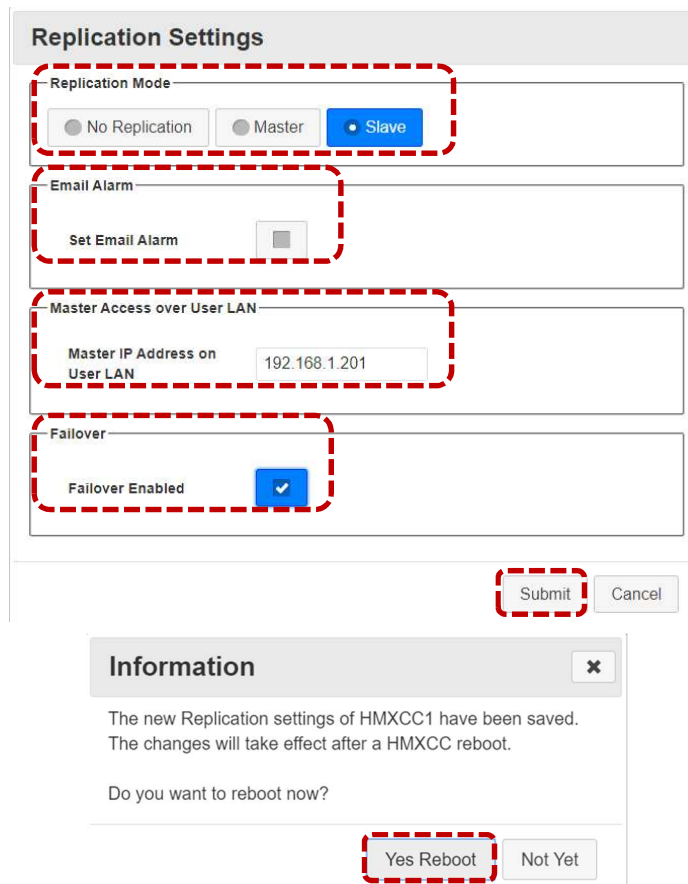 Replication Settings
Replication Mode
No Replication
Master
Slave
Email Alarm
Set Email Alarm
Master Access over User LAN
Master IP Address on
User LAN
192.168.1.201
Failover
Failover Enabled
Submit
Cancel
Information
The new Replication settings of HMXCC1 have been saved.
The changes will take effect after a HMXCC reboot.
Do you want to reboot now?
Yes Reboot
Not Yet